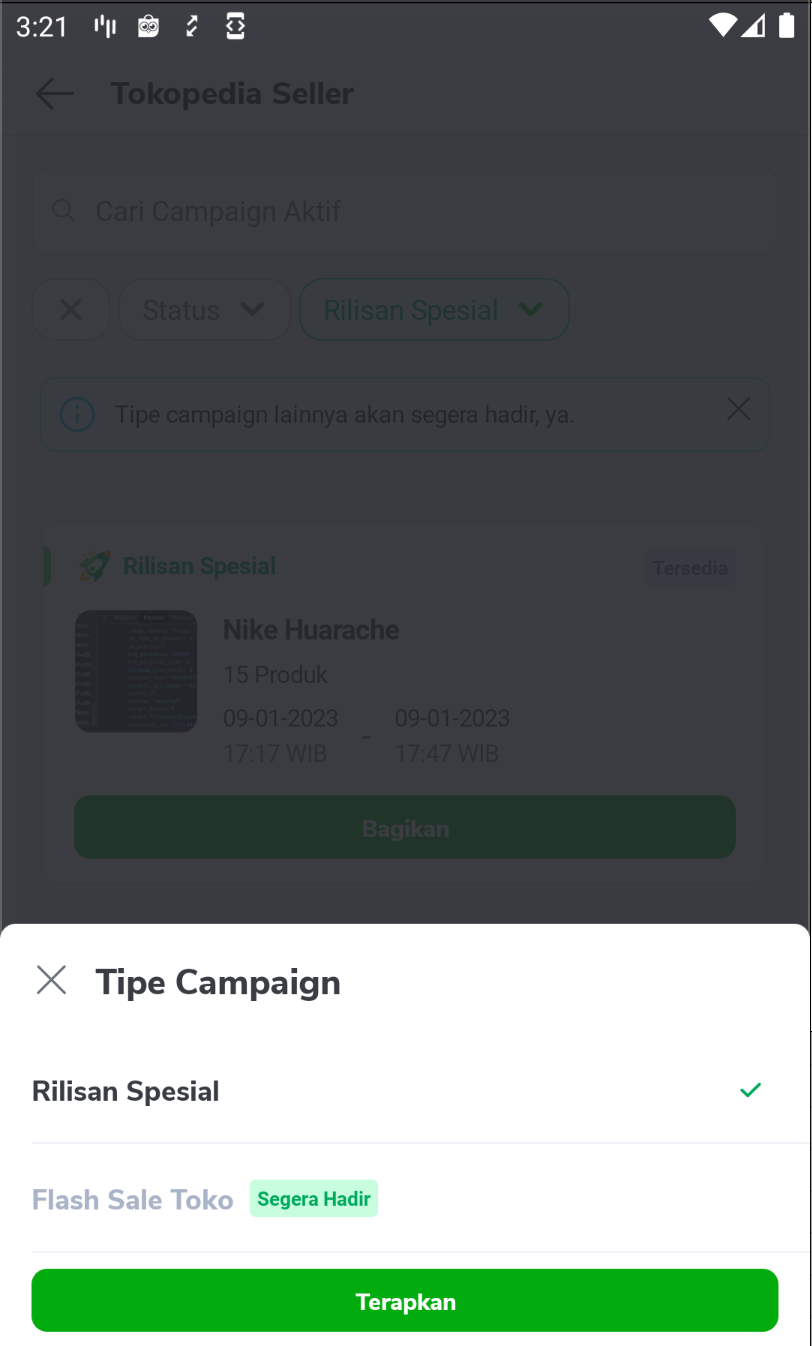 3:21
Tokopedia Seller
Cari Campaign Aktif
Status
Rilisan Spesial
Tipe campaign lainnya akan segera hadir, ya.
Rilisan Spesial
Tersedia
Nike Huarache
15 Produk
09-01-2023 - 09-01-2023
17:17 WIB 17:47 WIB
Bagikan
Tipe Campaign
Rilisan Spesial
Flash Sale Toko Segera Hadir
Terapkan